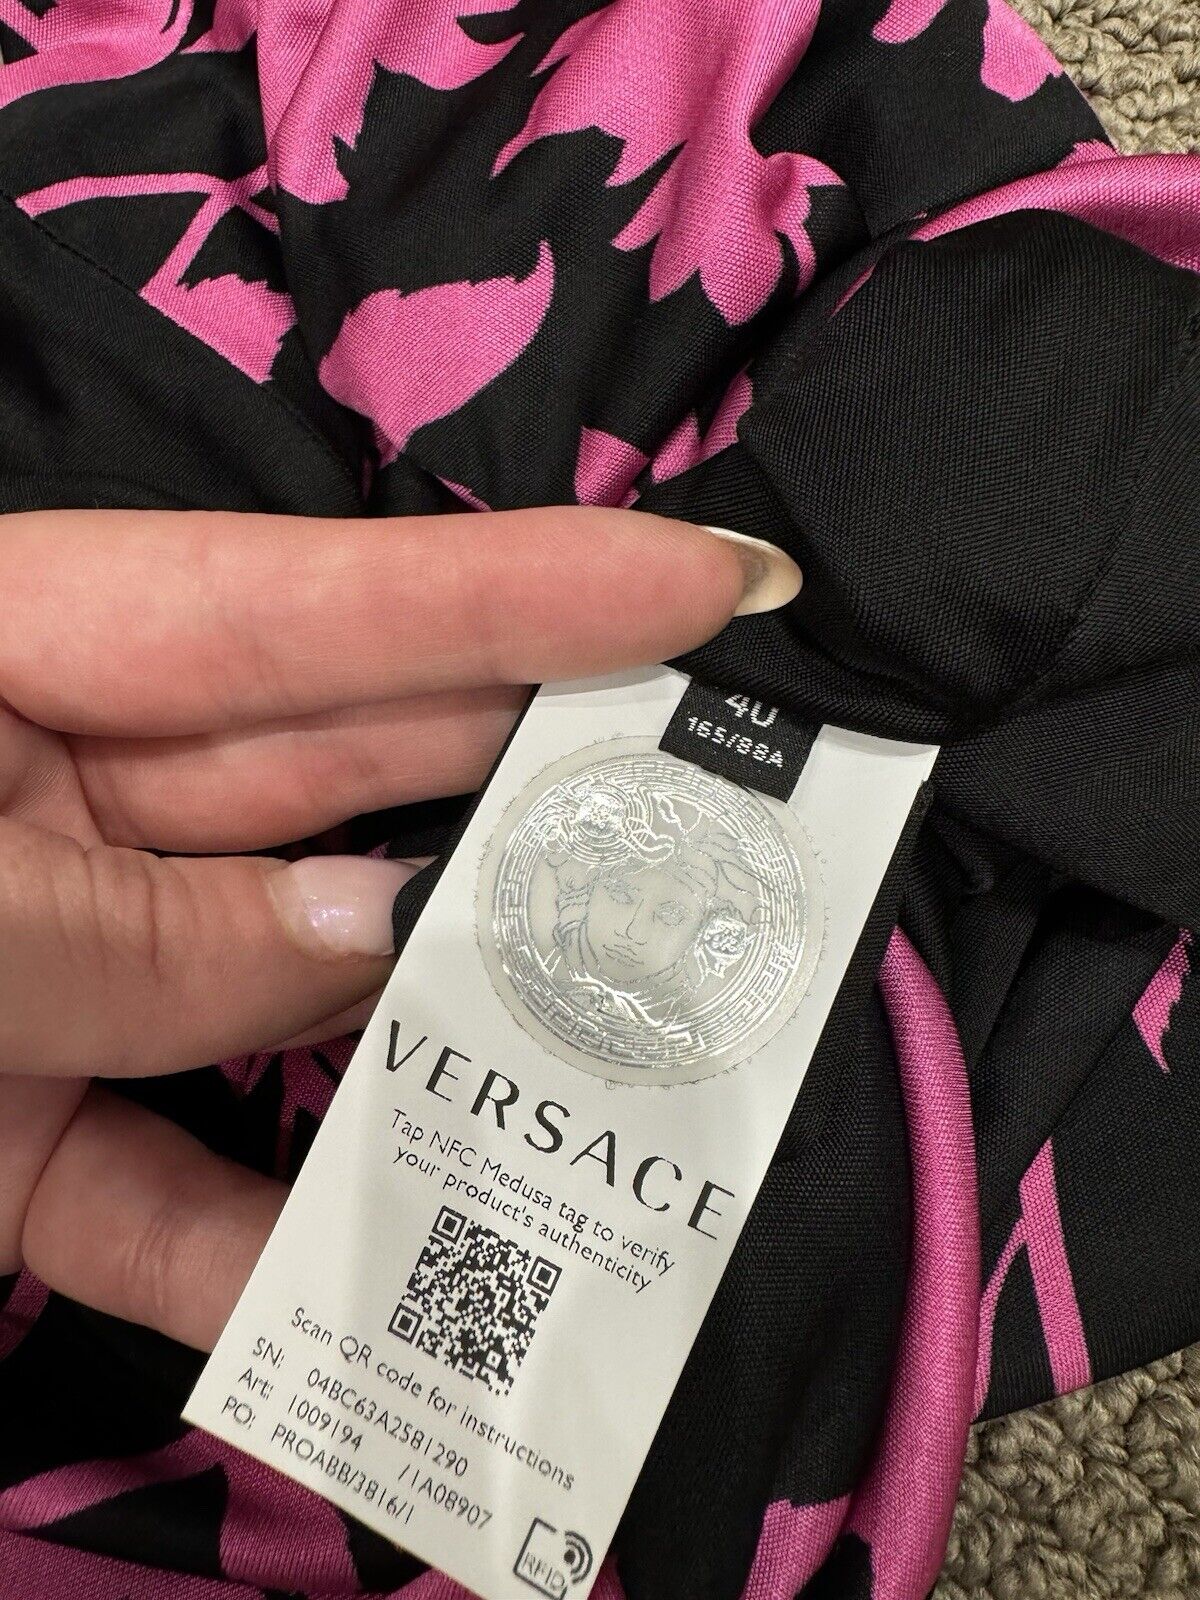 40
165/88A
VERSACE
Tap NFC Medusa tag to verify
your product's authenticity
Scan QR code for instructions
SN: 04BC63A2581290
Art: 1009194 /1A08907
PO: PROABB/3816/1
RFID